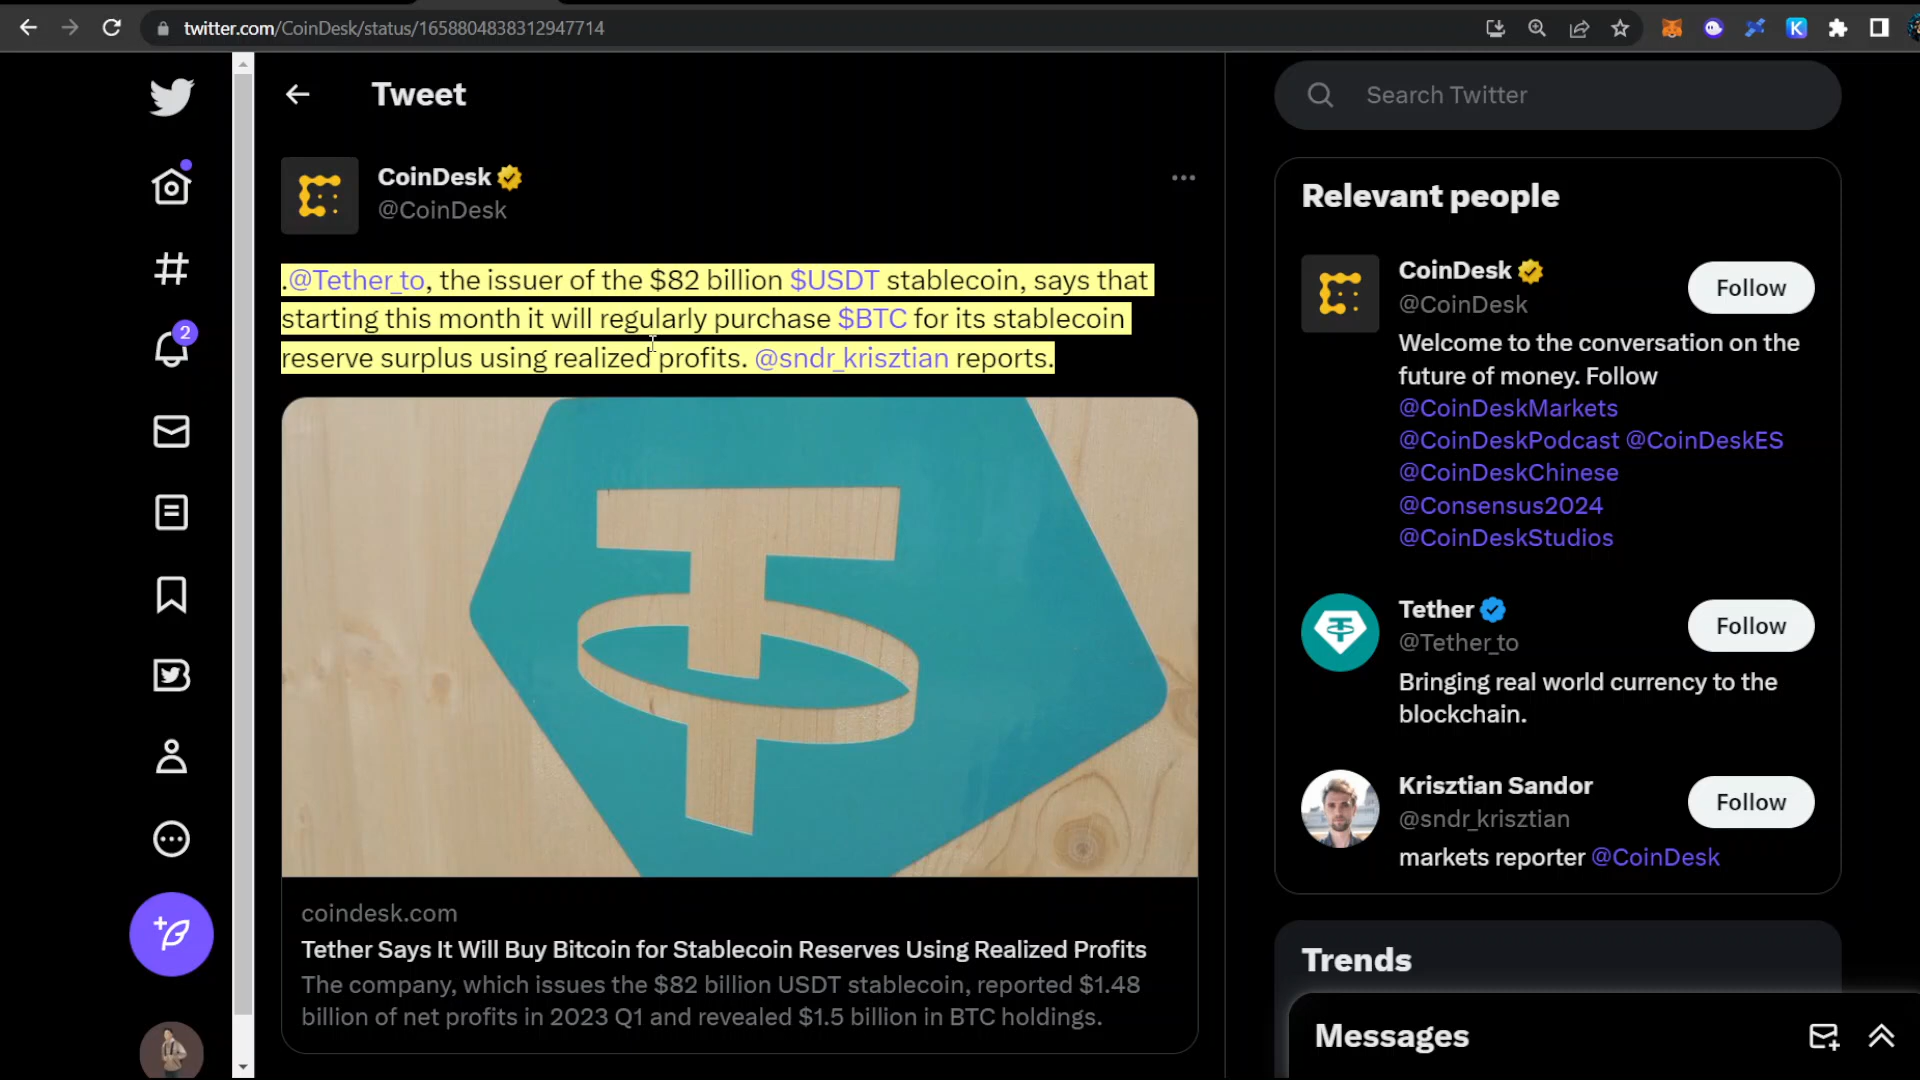 twitter.com/CoinDesk/status/1658804838312947714
Tweet
Search Twitter
CoinDesk
@CoinDesk
.@Tether_to, the issuer of the $82 billion $USDT stablecoin, says that
starting this month it will regularly purchase $BTC for its stablecoin
reserve surplus using realized profits. @sndr_krisztian reports.
coindesk.com
Tether Says It Will Buy Bitcoin for Stablecoin Reserves Using Realized Profits
The company, which issues the $82 billion USDT stablecoin, reported $1.48
billion of net profits in 2023 Q1 and revealed $1.5 billion in BTC holdings.
2
Relevant people
CoinDesk
@CoinDesk
Follow
Welcome to the conversation on the
future of money. Follow
@CoinDeskMarkets
@CoinDeskPodcast @CoinDeskES
@CoinDeskChinese
@Consensus2024
@CoinDeskStudios
Tether
@Tether_to
Follow
Bringing real world currency to the
blockchain.
Krisztian Sandor
@sndr_krisztian
Follow
markets reporter @CoinDesk
Trends
Messages